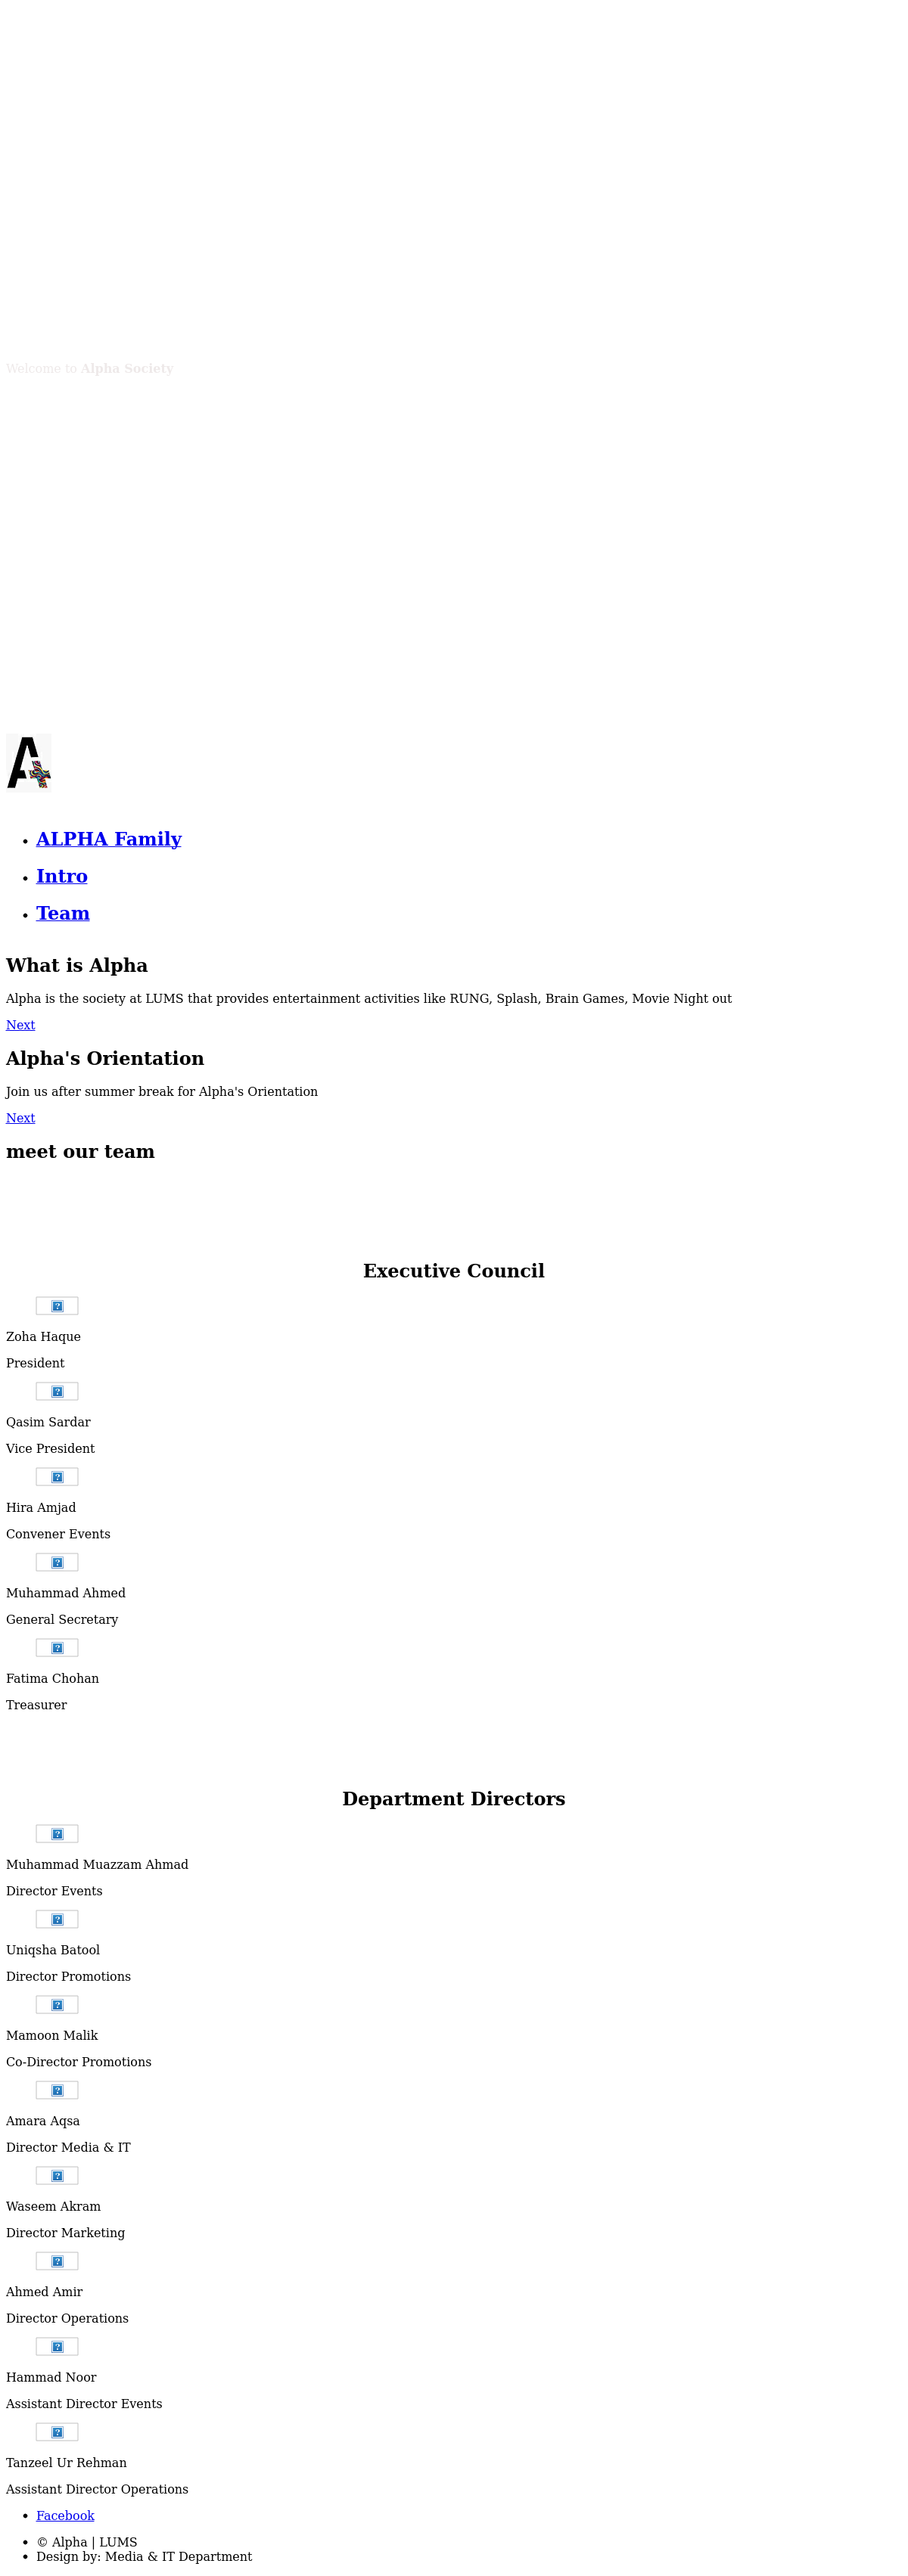 Welcome to Alpha Society
A
ALPHA Family
Intro
Team
What is Alpha
Alpha is the society at LUMS that provides entertainment activities like RUNG, Splash, Brain Games, Movie Night out
Next
Alpha's Orientation
Join us after summer break for Alpha's Orientation
Next
meet our team
Executive Council
Zoha Haque
President
Qasim Sardar
Vice President
Hira Amjad
Convener Events
Muhammad Ahmed
General Secretary
Fatima Chohan
Treasurer
Department Directors
Muhammad Muazzam Ahmad
Director Events
Uniqsha Batool
Director Promotions
Mamoon Malik
Co-Director Promotions
Amara Aqsa
Director Media & IT
Waseem Akram
Director Marketing
Ahmed Amir
Director Operations
Hammad Noor
Assistant Director Events
Tanzeel Ur Rehman
Assistant Director Operations
Facebook
© Alpha | LUMS
Design by: Media & IT Department